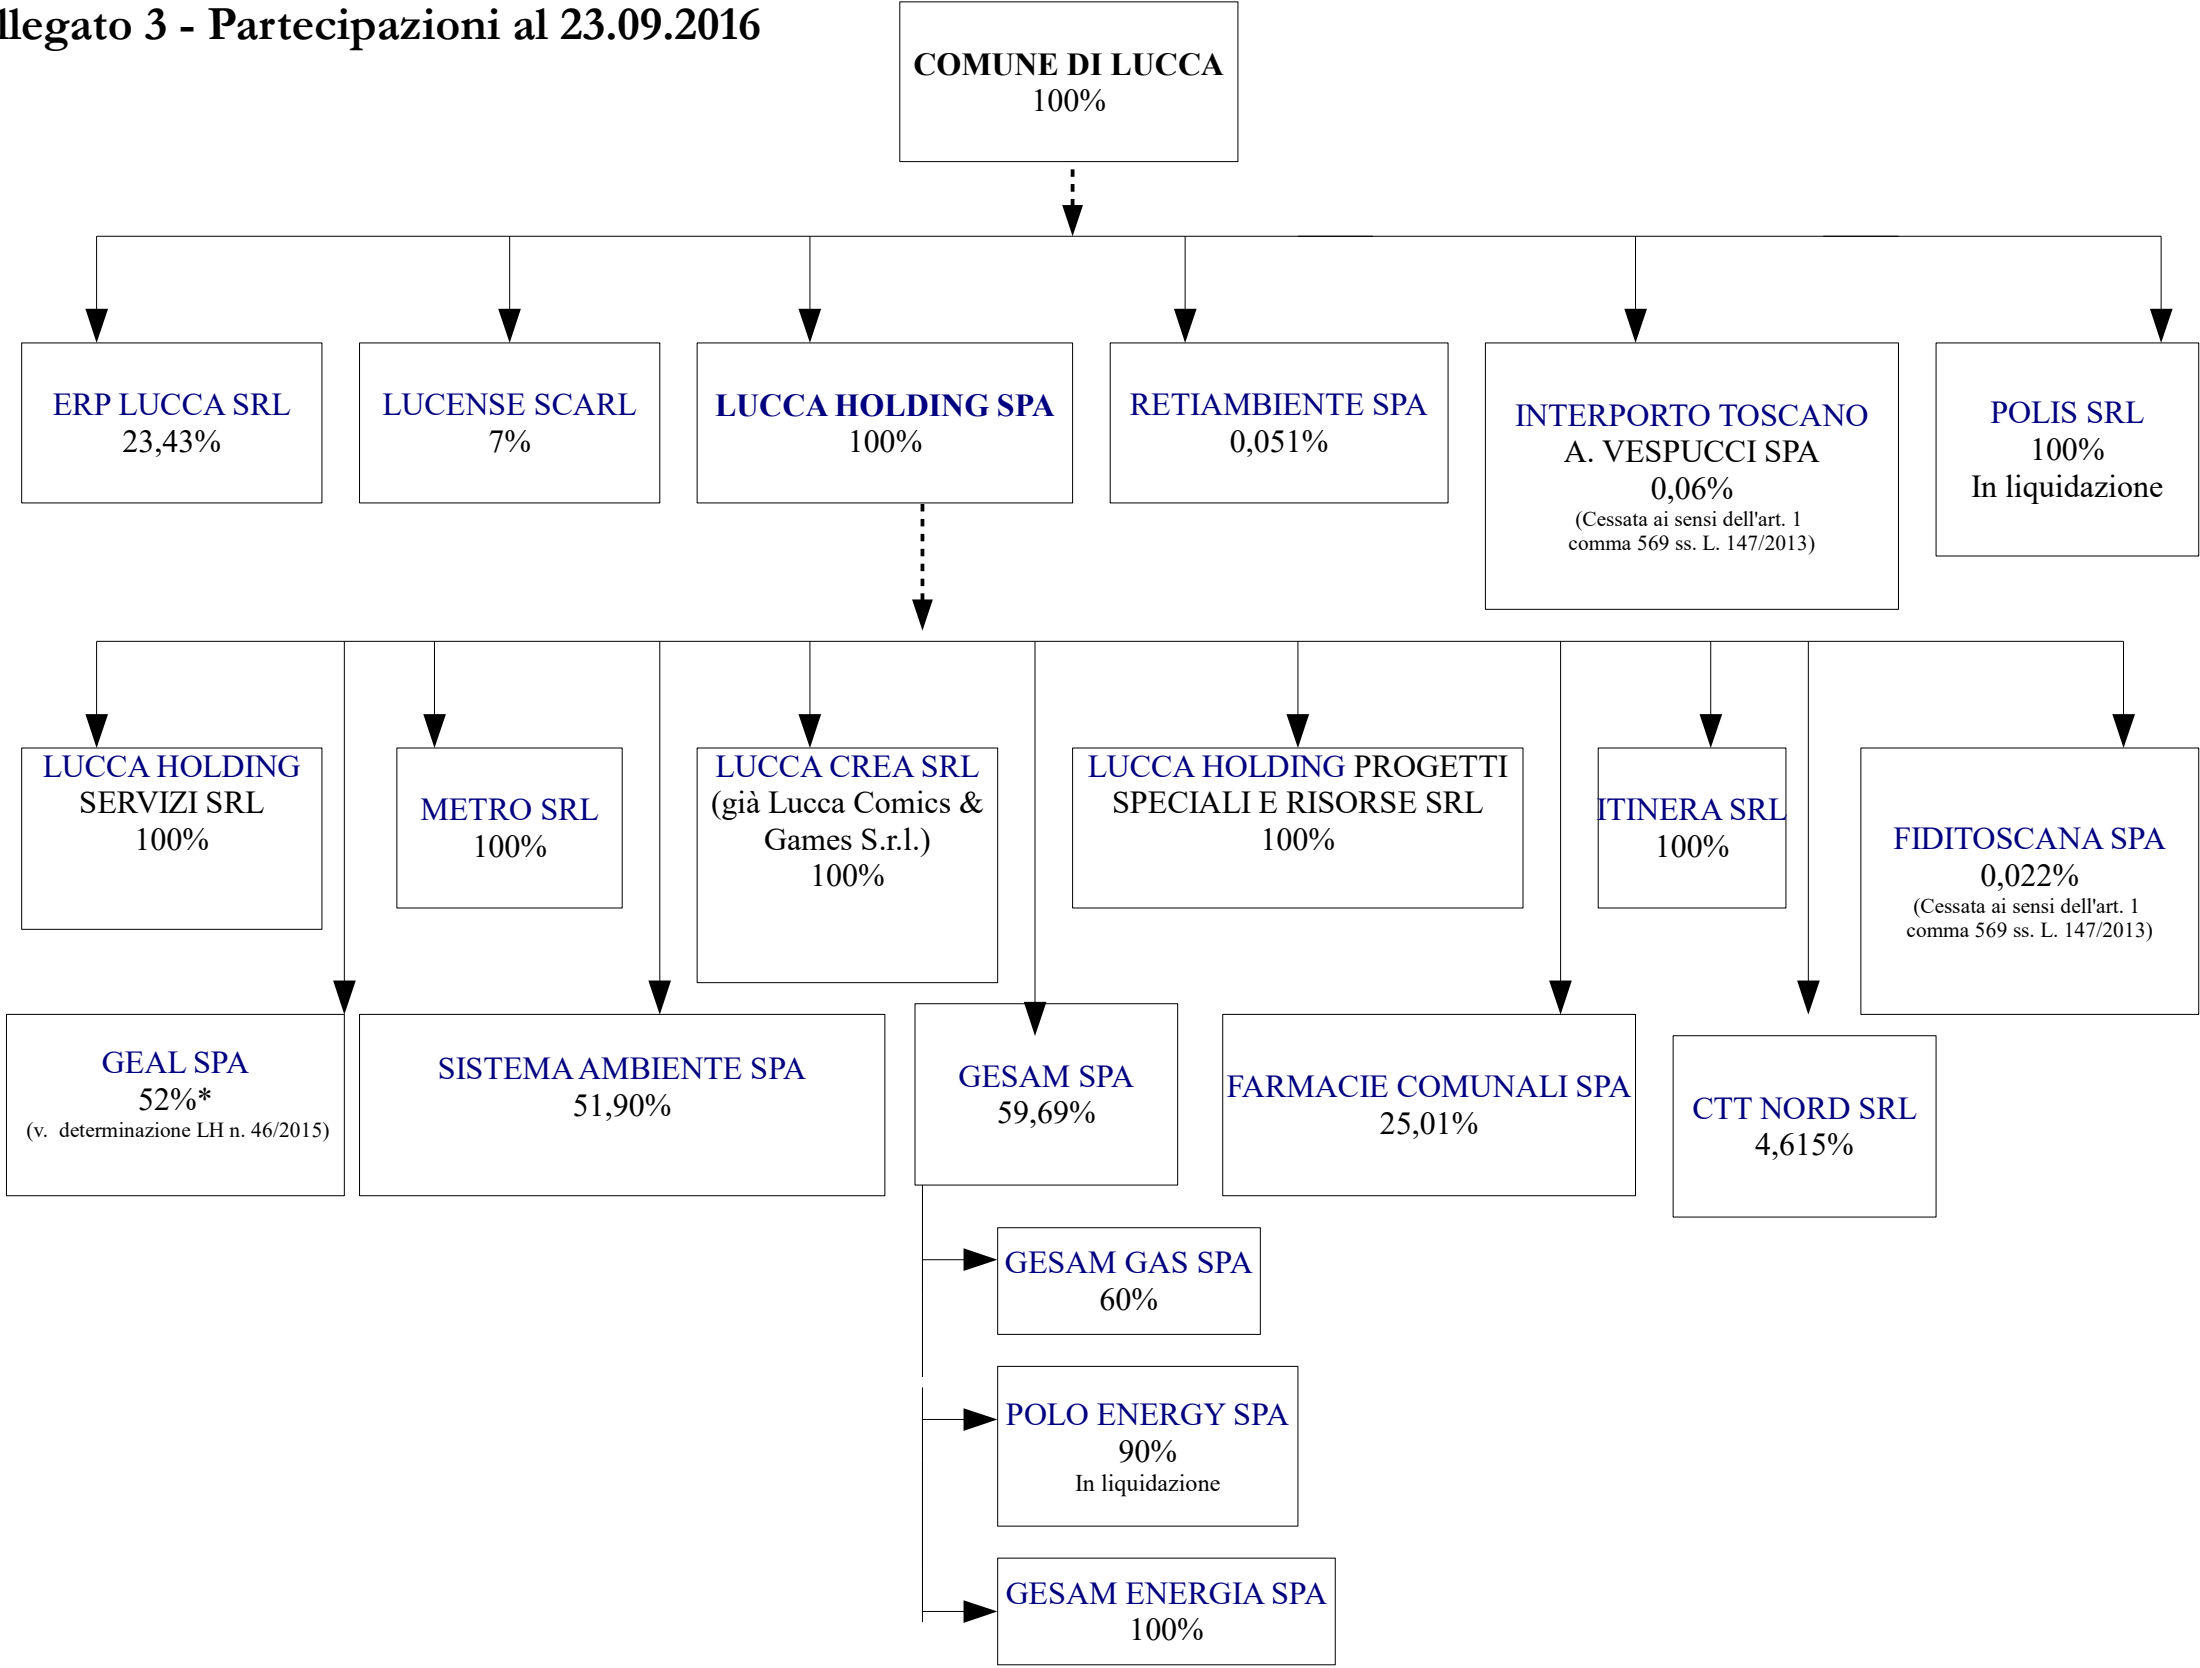 llegato 3 - Partecipazioni al 23.09.2016
COMUNE DI LUCCA
100%
ERP LUCCA SRL
23,43%
LUCENSE SCARL
7%
LUCCA HOLDING SPA
100%
RETIAMBIENTE SPA
0,051%
INTERPORTO TOSCANO
A. VESPUCCI SPA
0,06%
(Cessata ai sensi dell'art. 1
comma 569 ss. L. 147/2013)
POLIS SRL
100%
In liquidazione
LUCCA HOLDING
SERVIZI SRL
100%
METRO SRL
100%
LUCCA CREA SRL
(già Lucca Comics &
Games S.r.l.)
100%
LUCCA HOLDING PROGETTI
SPECIALI E RISORSE SRL
100%
ITINERA SRL
100%
FIDITOSCANA SPA
0,022%
(Cessata ai sensi dell'art. 1
comma 569 ss. L. 147/2013)
GEAL SPA
52%*
(v. determinazione LH n. 46/2015)
SISTEMA AMBIENTE SPA
51,90%
GESAM SPA
59,69%
FARMACIE COMUNALI SPA
25,01%
CTT NORD SRL
4,615%
GESAM GAS SPA
60%
POLO ENERGY SPA
90%
In liquidazione
GESAM ENERGIA SPA
100%